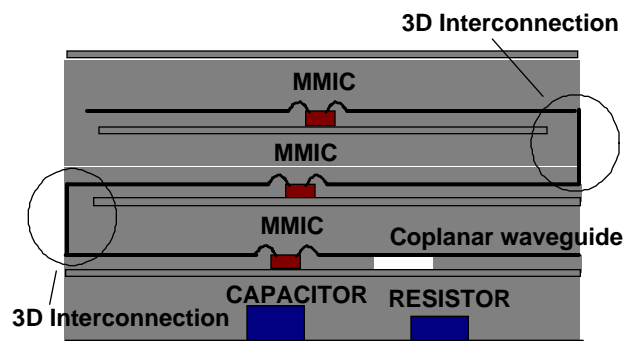 3D Interconnection
MMIC
MMIC
MMIC
Coplanar waveguide
CAPACITOR
RESISTOR
3D Interconnection